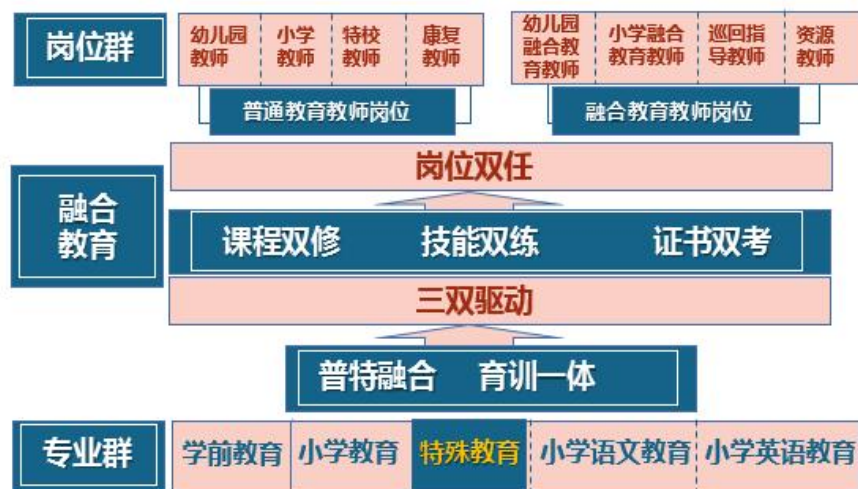 岗位群
幼儿园
教师
小学
教师
特校
教师
康复
教师
幼儿园
融合教
育教师
小学融合
教育教师
巡回指
导教师
资源
教师
普通教育教师岗位
融合教育教师岗位
岗位双任
融合
教育
课程双修 技能双练 证书双考
三双驱动
普特融合 育训一体
专业群
学前教育
小学教育
特殊教育
小学语文教育
小学英语教育